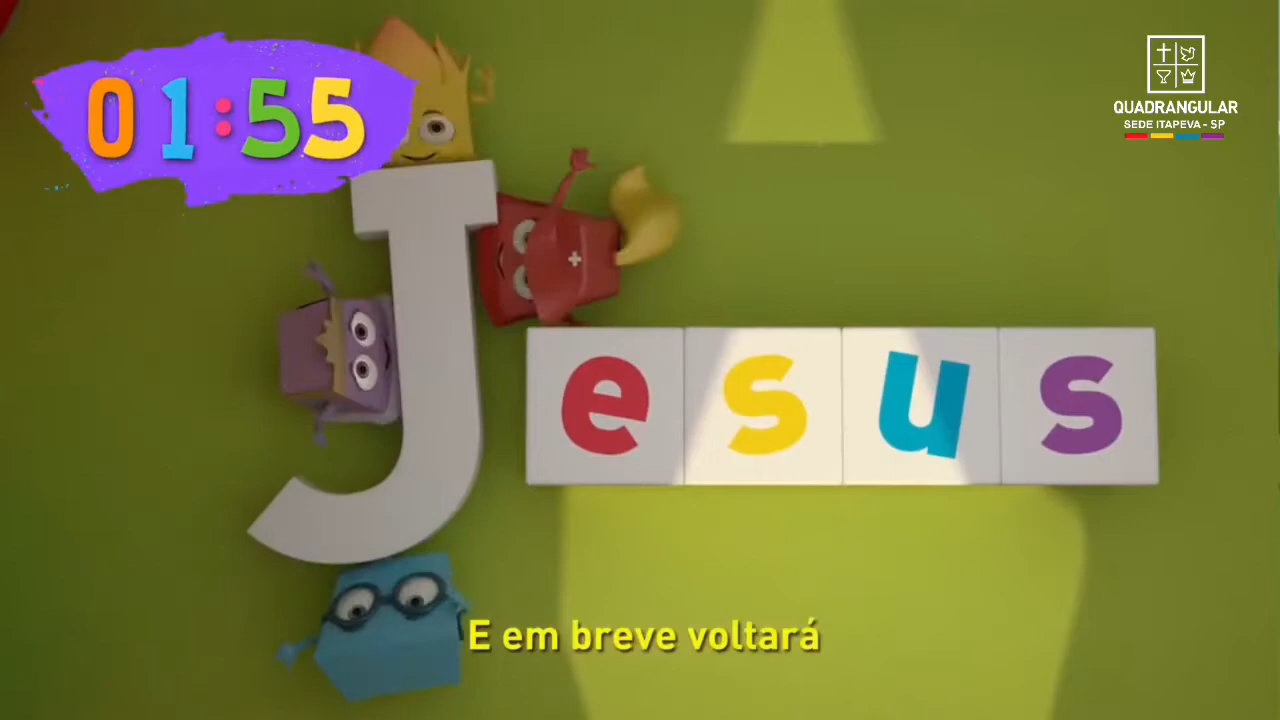 01:55
QUADRANGULAR
SEDE ITAPEVA - SP
Jesus
E em breve voltará